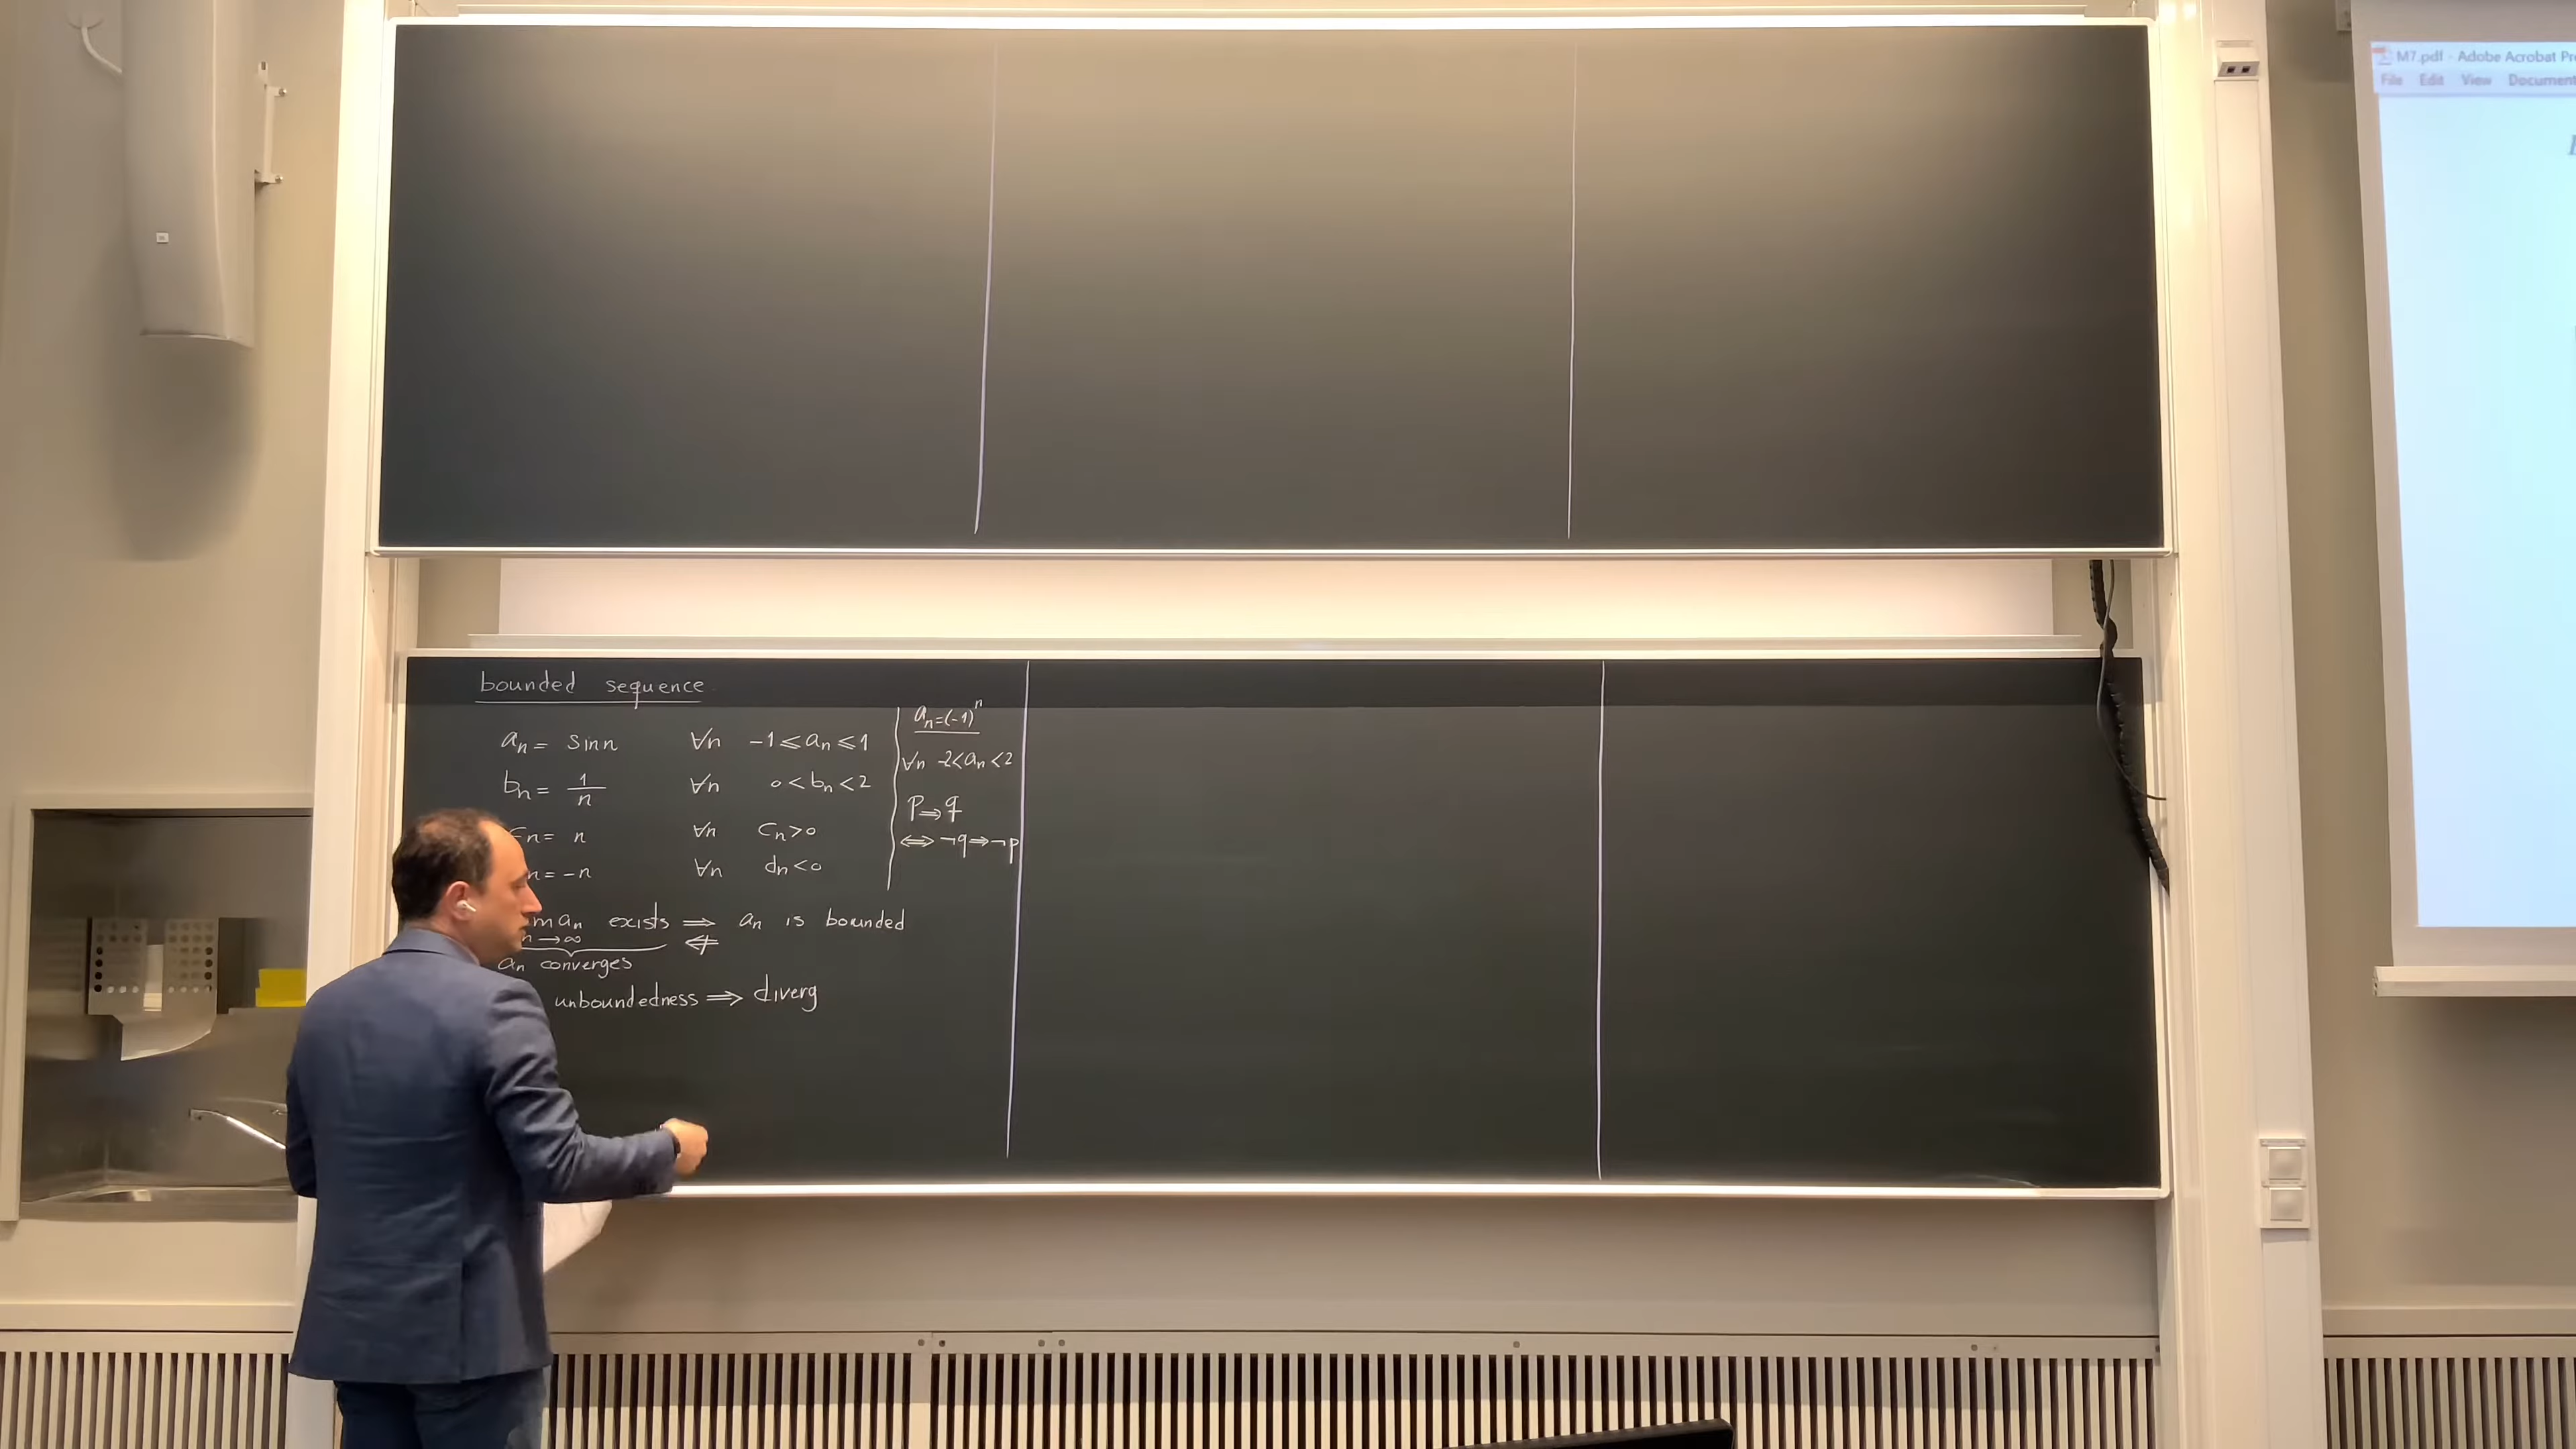 M7.pdf - Adobe Acrobat Pr
File Edit View Document
bounded sequence
aₙ = sin n ∀n -1 ⩽ aₙ ⩽ 1
bₙ = 1/n ∀n 0 < bₙ < 2
n = n ∀n cₙ > 0
n = -n ∀n dₙ < 0
aₙ exists ⟹ aₙ is bounded
n → ∞ ⇍
aₙ converges
unboundedness ⟹ diverg
aₙ = (-1)ⁿ
∀n -2 < aₙ < 2
p ⟹ q
⟺ ¬q ⟹ ¬p